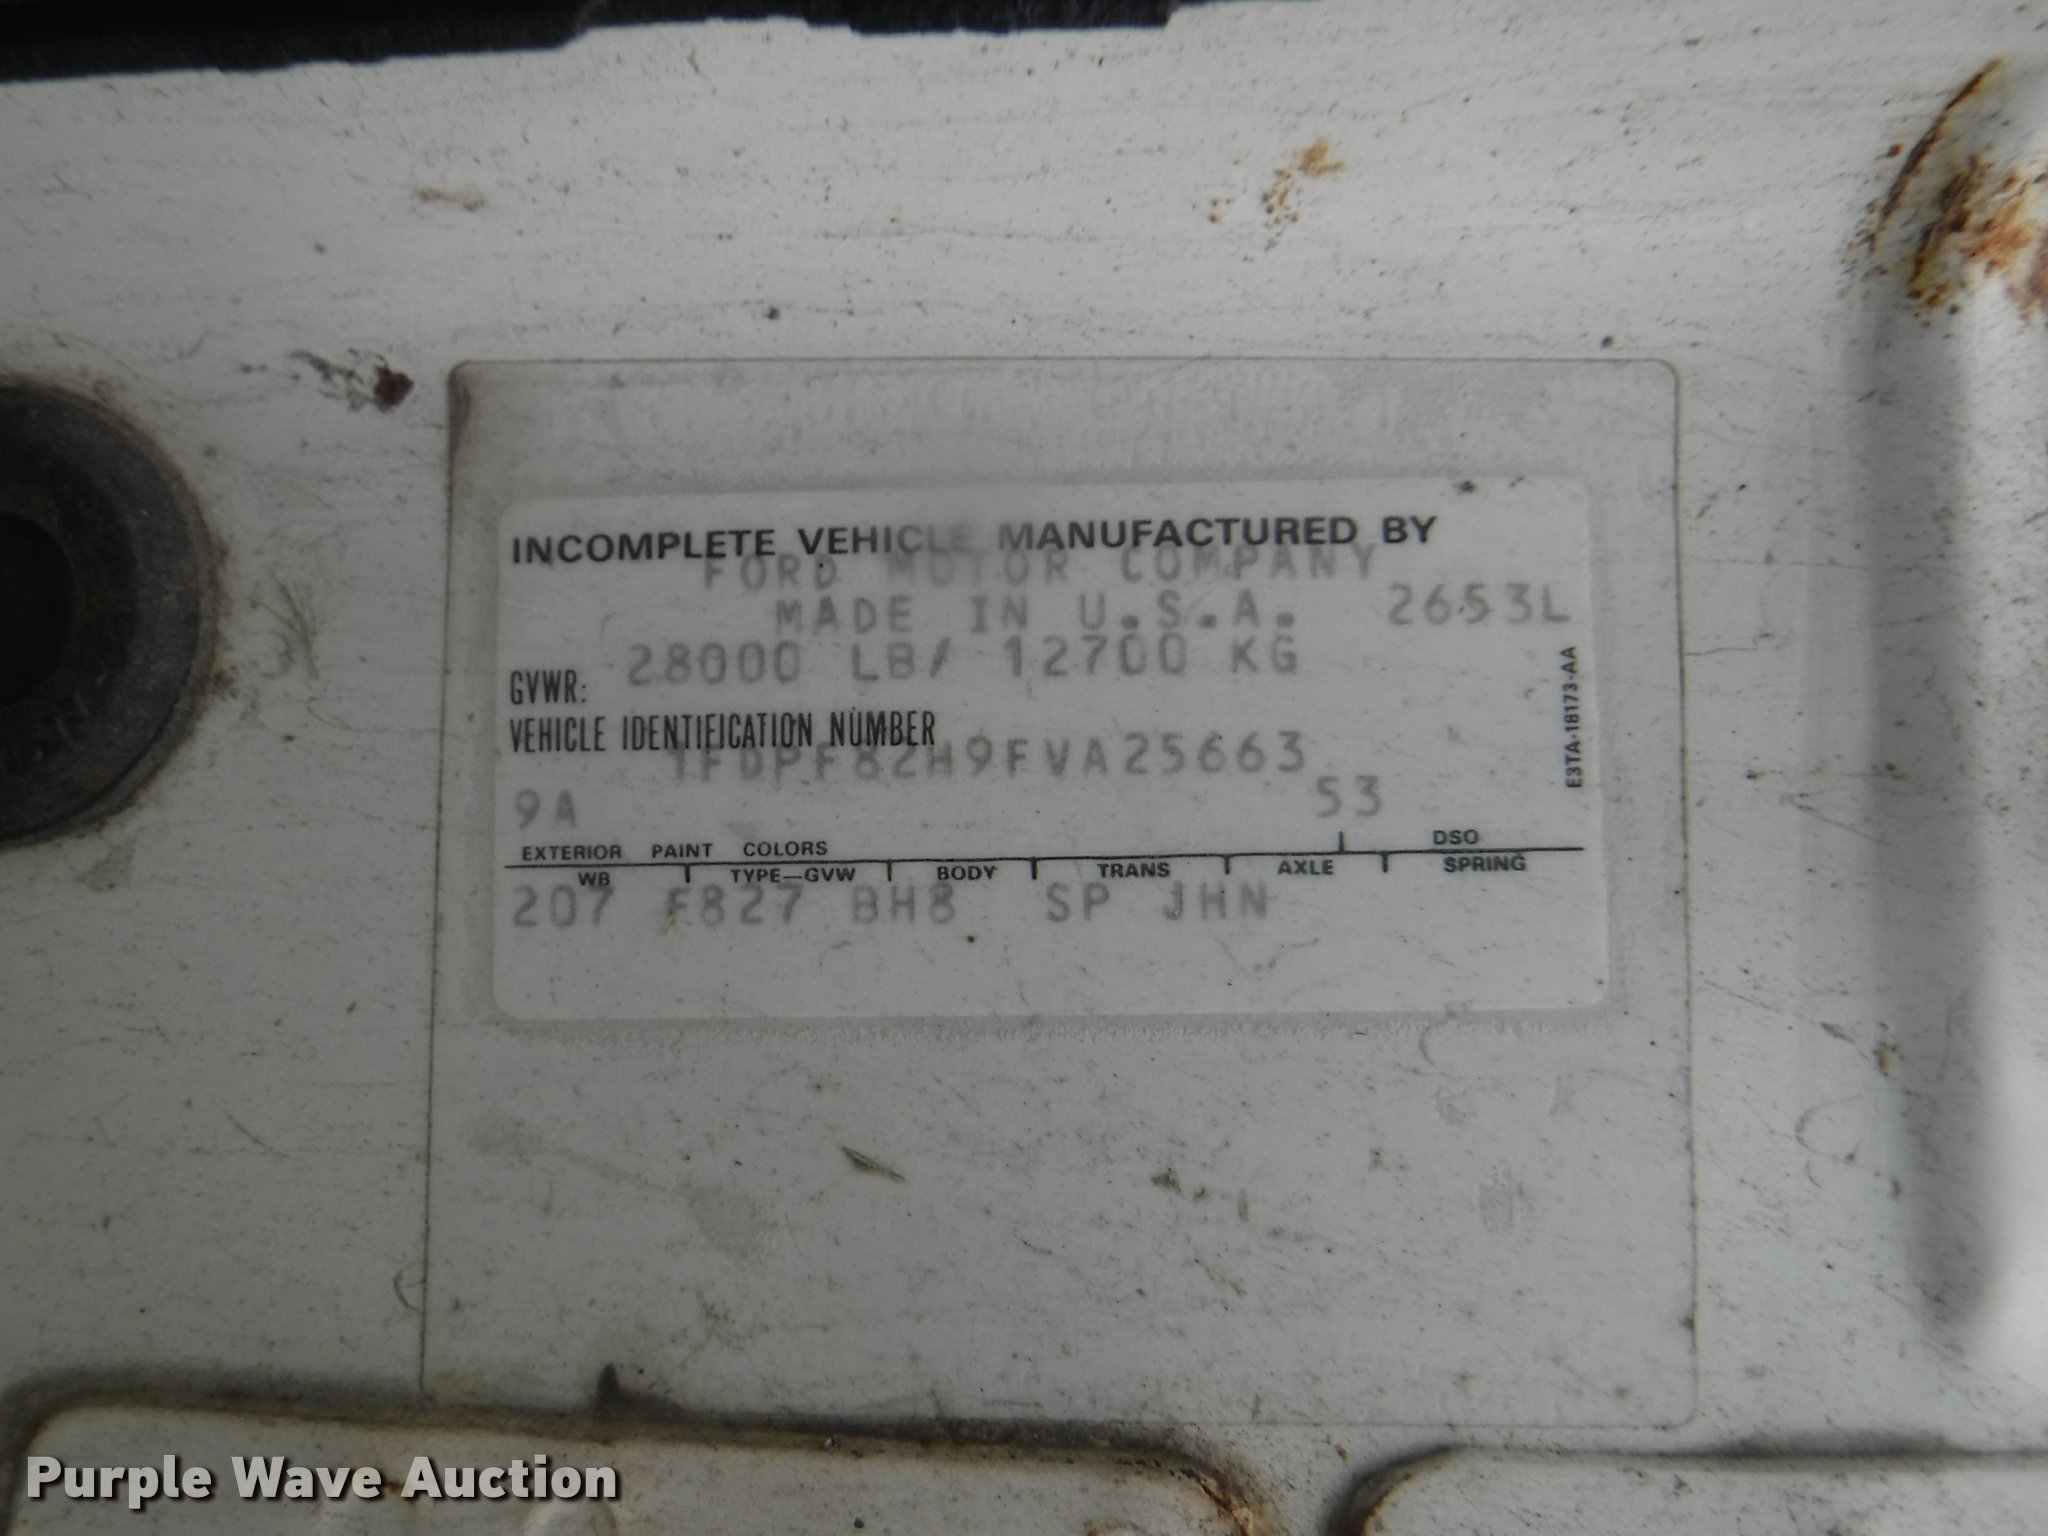 INCOMPLETE VEHICLE MANUFACTURED BY
FORD MOTOR COMPANY
MADE IN U.S.A. 2653L
GVWR: 28000 LB/ 12700 KG
VEHICLE IDENTIFICATION NUMBER
1FDPF82H9FVA25663
E3TA-18173-AA
9A 53
EXTERIOR PAINT COLORS DSO
WB TYPE-GVW BODY TRANS AXLE SPRING
207 F827 BH8 SP JHN
Purple Wave Auction